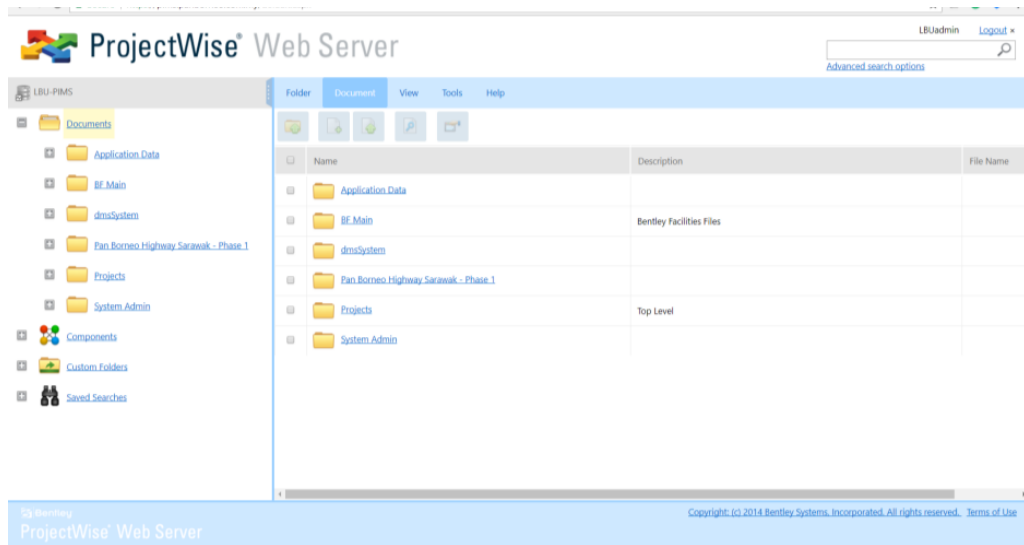 LBUadmin Logout
ProjectWise® Web Server
Advanced search options
LBU-PIMS
Folder Document View Tools Help
Documents
Application Data
BF Main
dmsSystem
Pan Borneo Highway Sarawak - Phase 1
Projects
System Admin
Components
Custom Folders
Saved Searches
Name Description File Name
Application Data
BF Main Bentley Facilities Files
dmsSystem
Pan Borneo Highway Sarawak - Phase 1
Projects Top Level
System Admin
Bentley
ProjectWise® Web Server
Copyright: (c) 2014 Bentley Systems, Incorporated. All rights reserved. Terms of Use